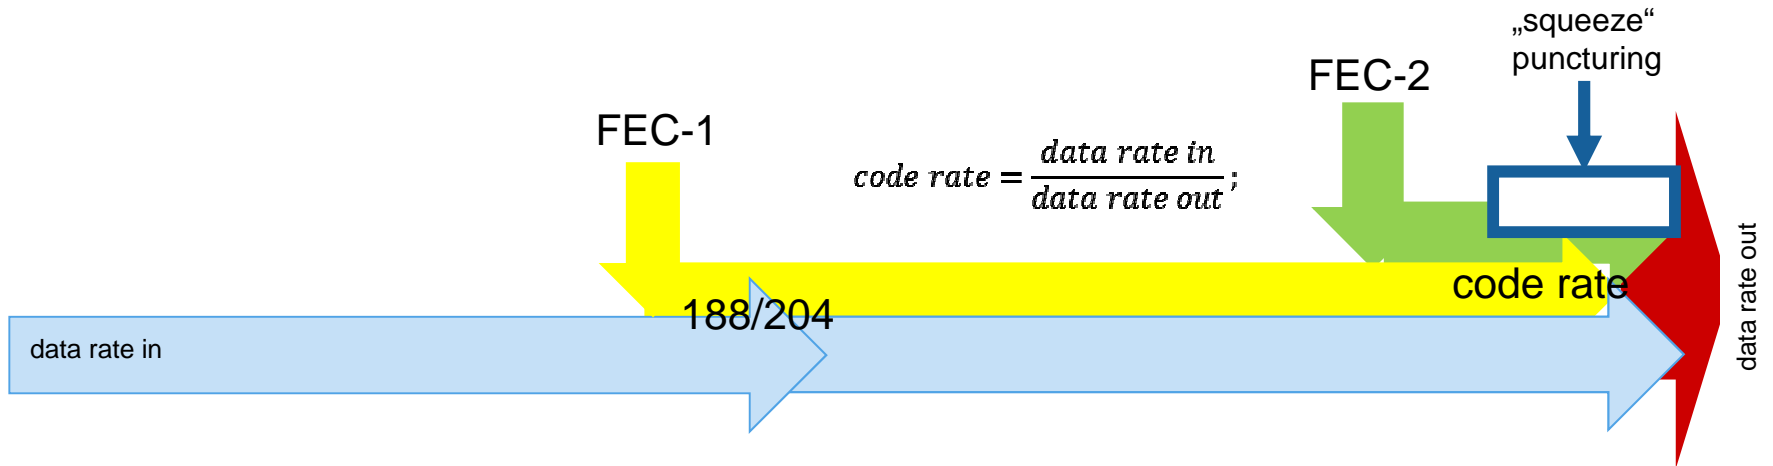 „squeeze“
puncturing
FEC-2
FEC-1
code rate = data rate in / data rate out ;
code rate
188/204
data rate in
data rate out